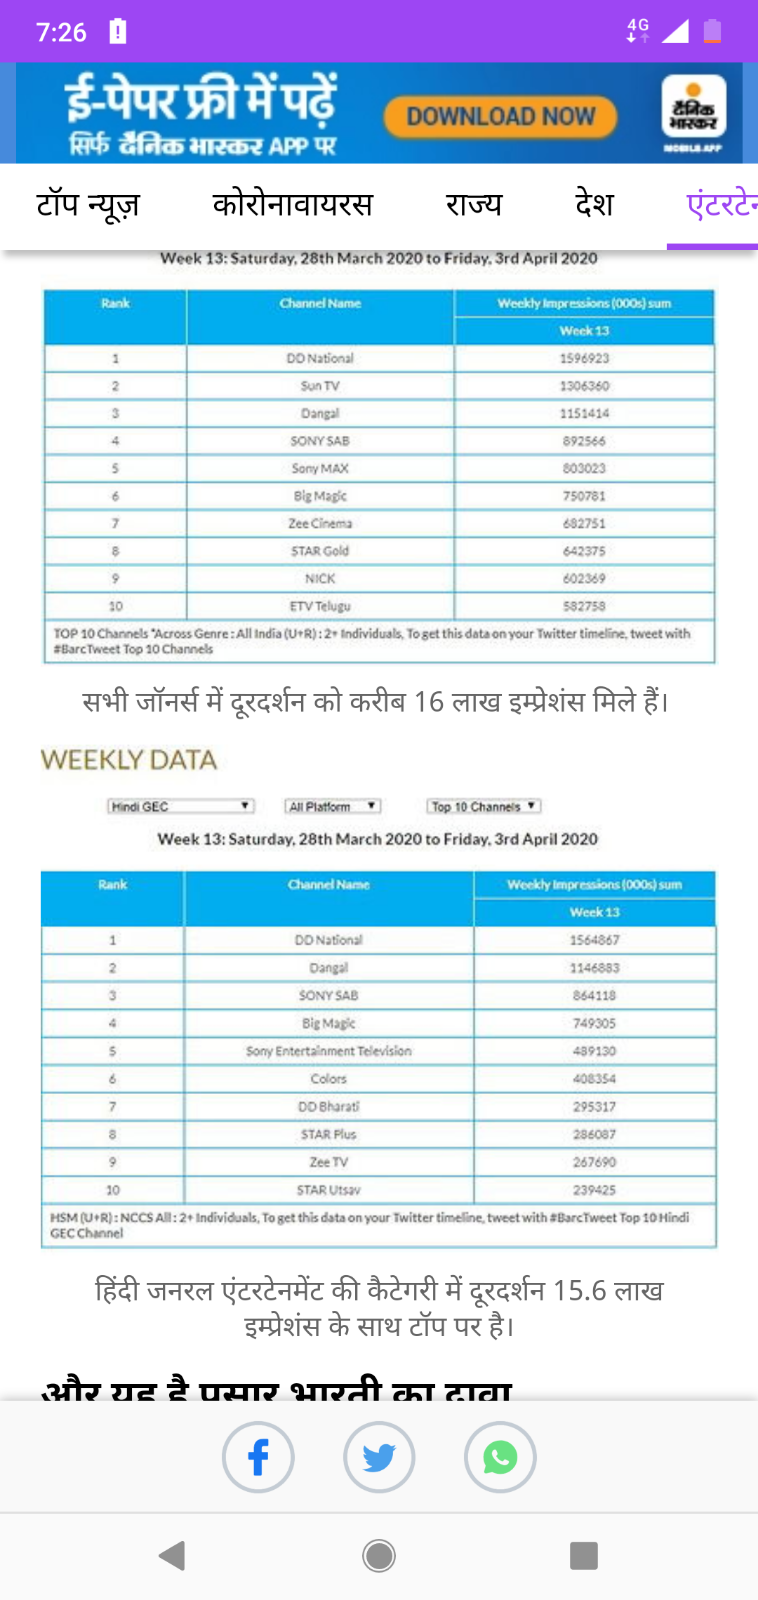 7:26
4G
ई-पेपर फ्री में पढ़ें
सिर्फ दैनिक भास्कर APP पर
DOWNLOAD NOW
दैनिक
भास्कर
MOBILE APP
टॉप न्यूज़ कोरोनावायरस राज्य देश एंटरटेन
Week 13: Saturday, 28th March 2020 to Friday, 3rd April 2020
Rank Channel Name Weekly Impressions (000s) sum
Week 13
1 DD National 1596923
2 Sun TV 1306360
3 Dangal 1151414
4 SONY SAB 892566
5 Sony MAX 803023
6 Big Magic 750781
7 Zee Cinema 682751
8 STAR Gold 642375
9 NICK 602369
10 ETV Telugu 582758
TOP 10 Channels *Across Genre : All India (U+R) : 2+ Individuals, To get this data on your Twitter timeline, tweet with
#BarcTweet Top 10 Channels
सभी जॉनर्स में दूरदर्शन को करीब 16 लाख इम्प्रेशंस मिले हैं।
WEEKLY DATA
Hindi GEC All Platform Top 10 Channels
Week 13: Saturday, 28th March 2020 to Friday, 3rd April 2020
Rank Channel Name Weekly Impressions (000s) sum
Week 13
1 DD National 1564867
2 Dangal 1146883
3 SONY SAB 864118
4 Big Magic 749305
5 Sony Entertainment Television 489130
6 Colors 408354
7 DD Bharati 295317
8 STAR Plus 286087
9 Zee TV 267690
10 STAR Utsav 239425
HSM (U+R) : NCCS All : 2+ Individuals, To get this data on your Twitter timeline, tweet with #BarcTweet Top 10 Hindi
GEC Channel
हिंदी जनरल एंटरटेनमेंट की कैटेगरी में दूरदर्शन 15.6 लाख
इम्प्रेशंस के साथ टॉप पर है।
और यह है प्रसार भारती का दावा